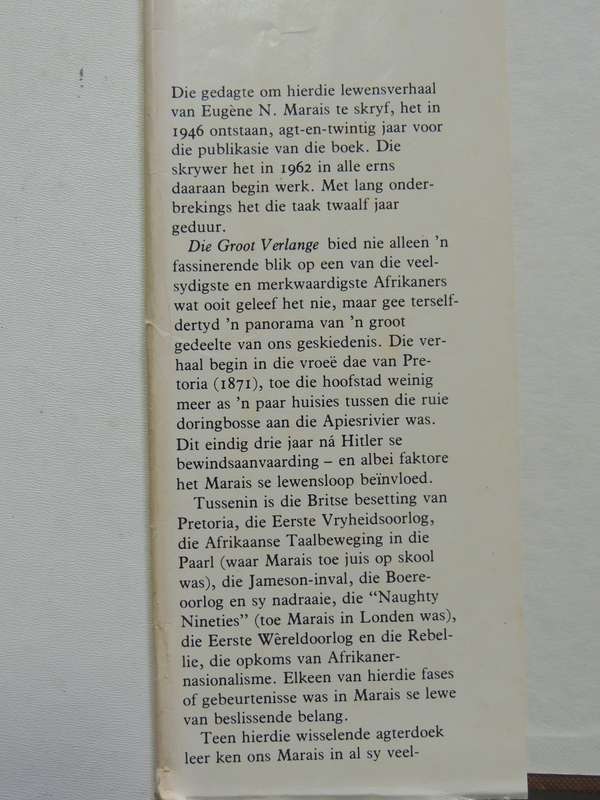 Die gedagte om hierdie lewensverhaal
van Eugène N. Marais te skryf, het in
1946 ontstaan, agt-en-twintig jaar voor
die publikasie van die boek. Die
skrywer het in 1962 in alle erns
daaraan begin werk. Met lang onder-
brekings het die taak twaalf jaar
geduur.
Die Groot Verlange bied nie alleen 'n
fassinerende blik op een van die veel-
sydigste en merkwaardigste Afrikaners
wat ooit geleef het nie, maar gee terself-
dertyd 'n panorama van 'n groot
gedeelte van ons geskiedenis. Die ver-
haal begin in die vroeë dae van Pre-
toria (1871), toe die hoofstad weinig
meer as 'n paar huisies tussen die ruie
doringbosse aan die Apiesrivier was.
Dit eindig drie jaar ná Hitler se
bewindsaanvaarding – en albei faktore
het Marais se lewensloop beïnvloed.
Tussenin is die Britse besetting van
Pretoria, die Eerste Vryheidsoorlog,
die Afrikaanse Taalbeweging in die
Paarl (waar Marais toe juis op skool
was), die Jameson-inval, die Boere-
oorlog en sy nadraaie, die “Naughty
Nineties” (toe Marais in Londen was),
die Eerste Wêreldoorlog en die Rebel-
lie, die opkoms van Afrikaner-
nasionalisme. Elkeen van hierdie fases
of gebeurtenisse was in Marais se lewe
van beslissende belang.
Teen hierdie wisselende agterdoek
leer ken ons Marais in al sy veel-